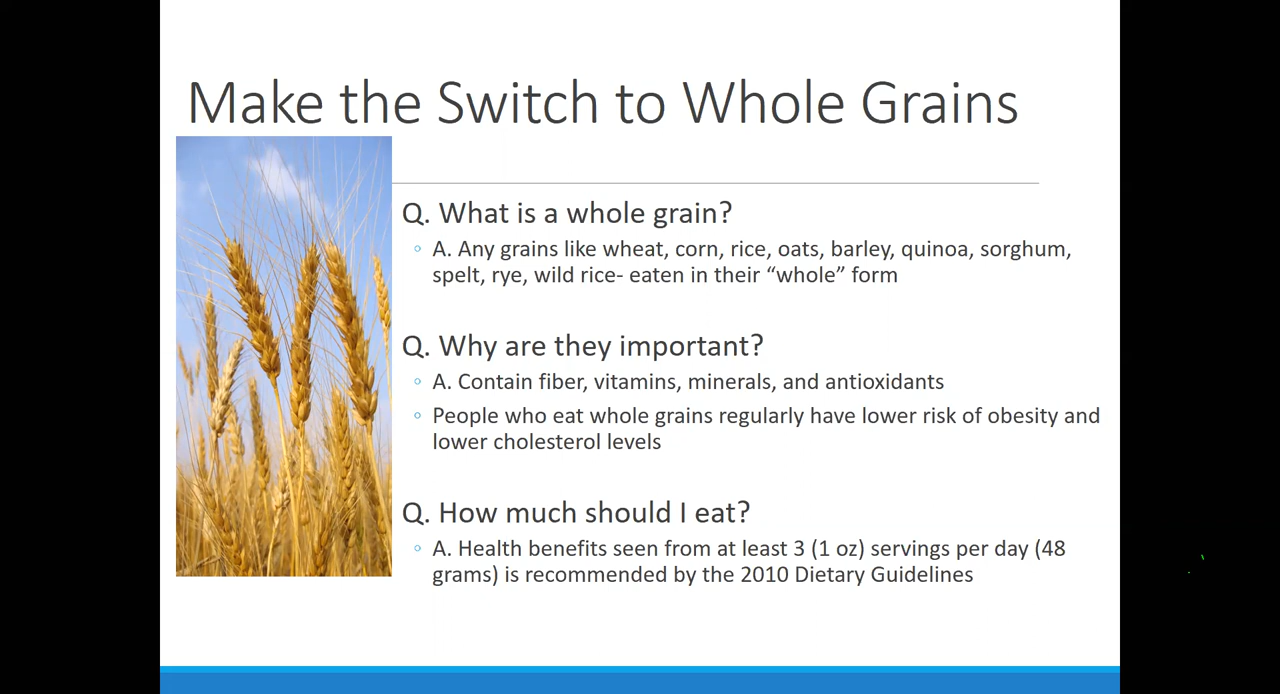 Make the Switch to Whole Grains
Q. What is a whole grain?
◦ A. Any grains like wheat, corn, rice, oats, barley, quinoa, sorghum,
spelt, rye, wild rice- eaten in their “whole” form
Q. Why are they important?
◦ A. Contain fiber, vitamins, minerals, and antioxidants
◦ People who eat whole grains regularly have lower risk of obesity and
lower cholesterol levels
Q. How much should I eat?
◦ A. Health benefits seen from at least 3 (1 oz) servings per day (48
grams) is recommended by the 2010 Dietary Guidelines